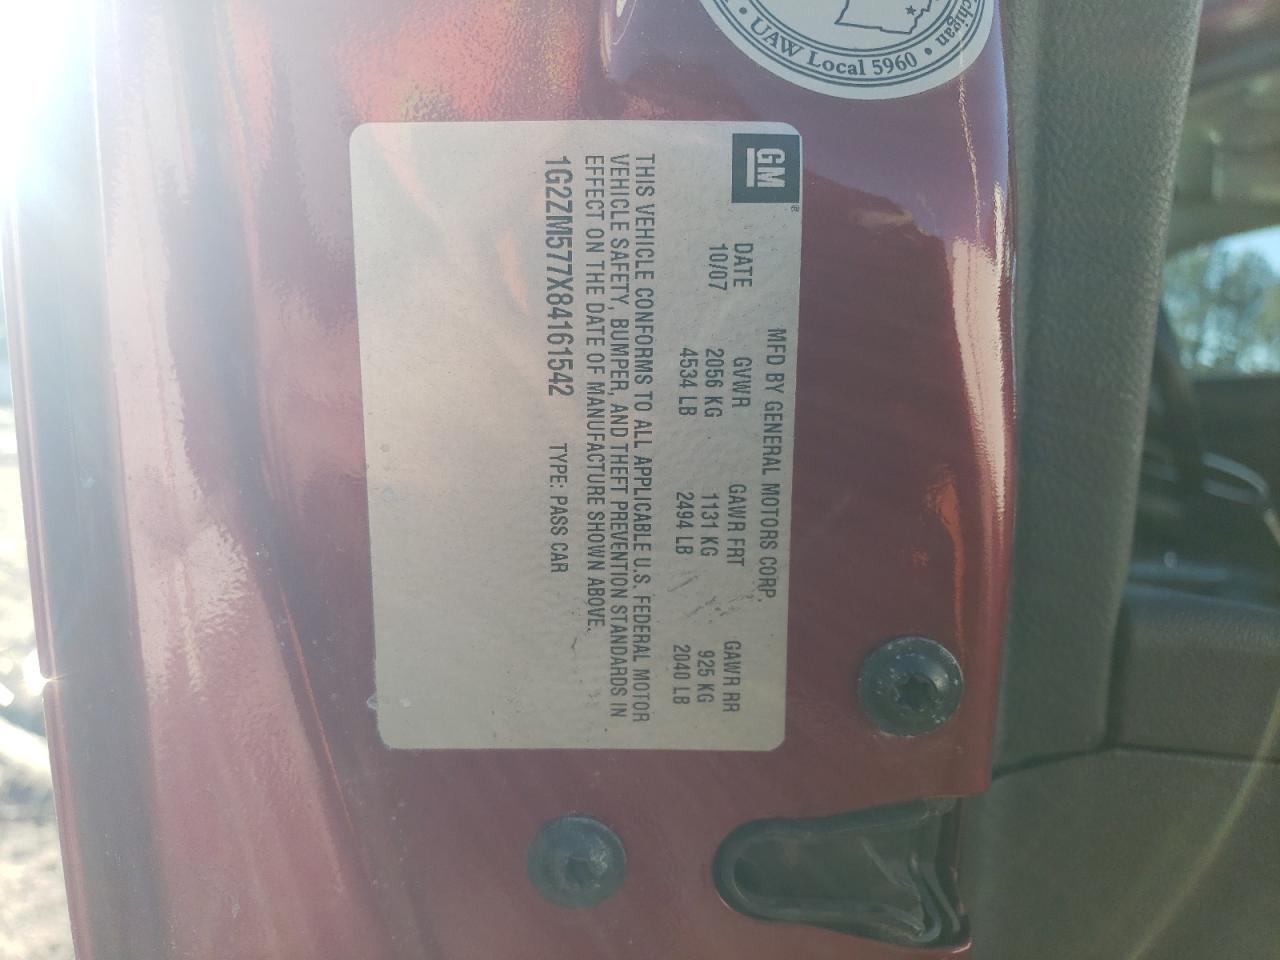 chigan
• UAW Local 5960 •
GM®
MFD BY GENERAL MOTORS CORP.
DATE GVWR GAWR FRT GAWR RR
10/07 2056 KG 1131 KG 925 KG
4534 LB 2494 LB 2040 LB
THIS VEHICLE CONFORMS TO ALL APPLICABLE U.S. FEDERAL MOTOR
VEHICLE SAFETY, BUMPER, AND THEFT PREVENTION STANDARDS IN
EFFECT ON THE DATE OF MANUFACTURE SHOWN ABOVE.
1G2ZM577X84161542 TYPE: PASS CAR